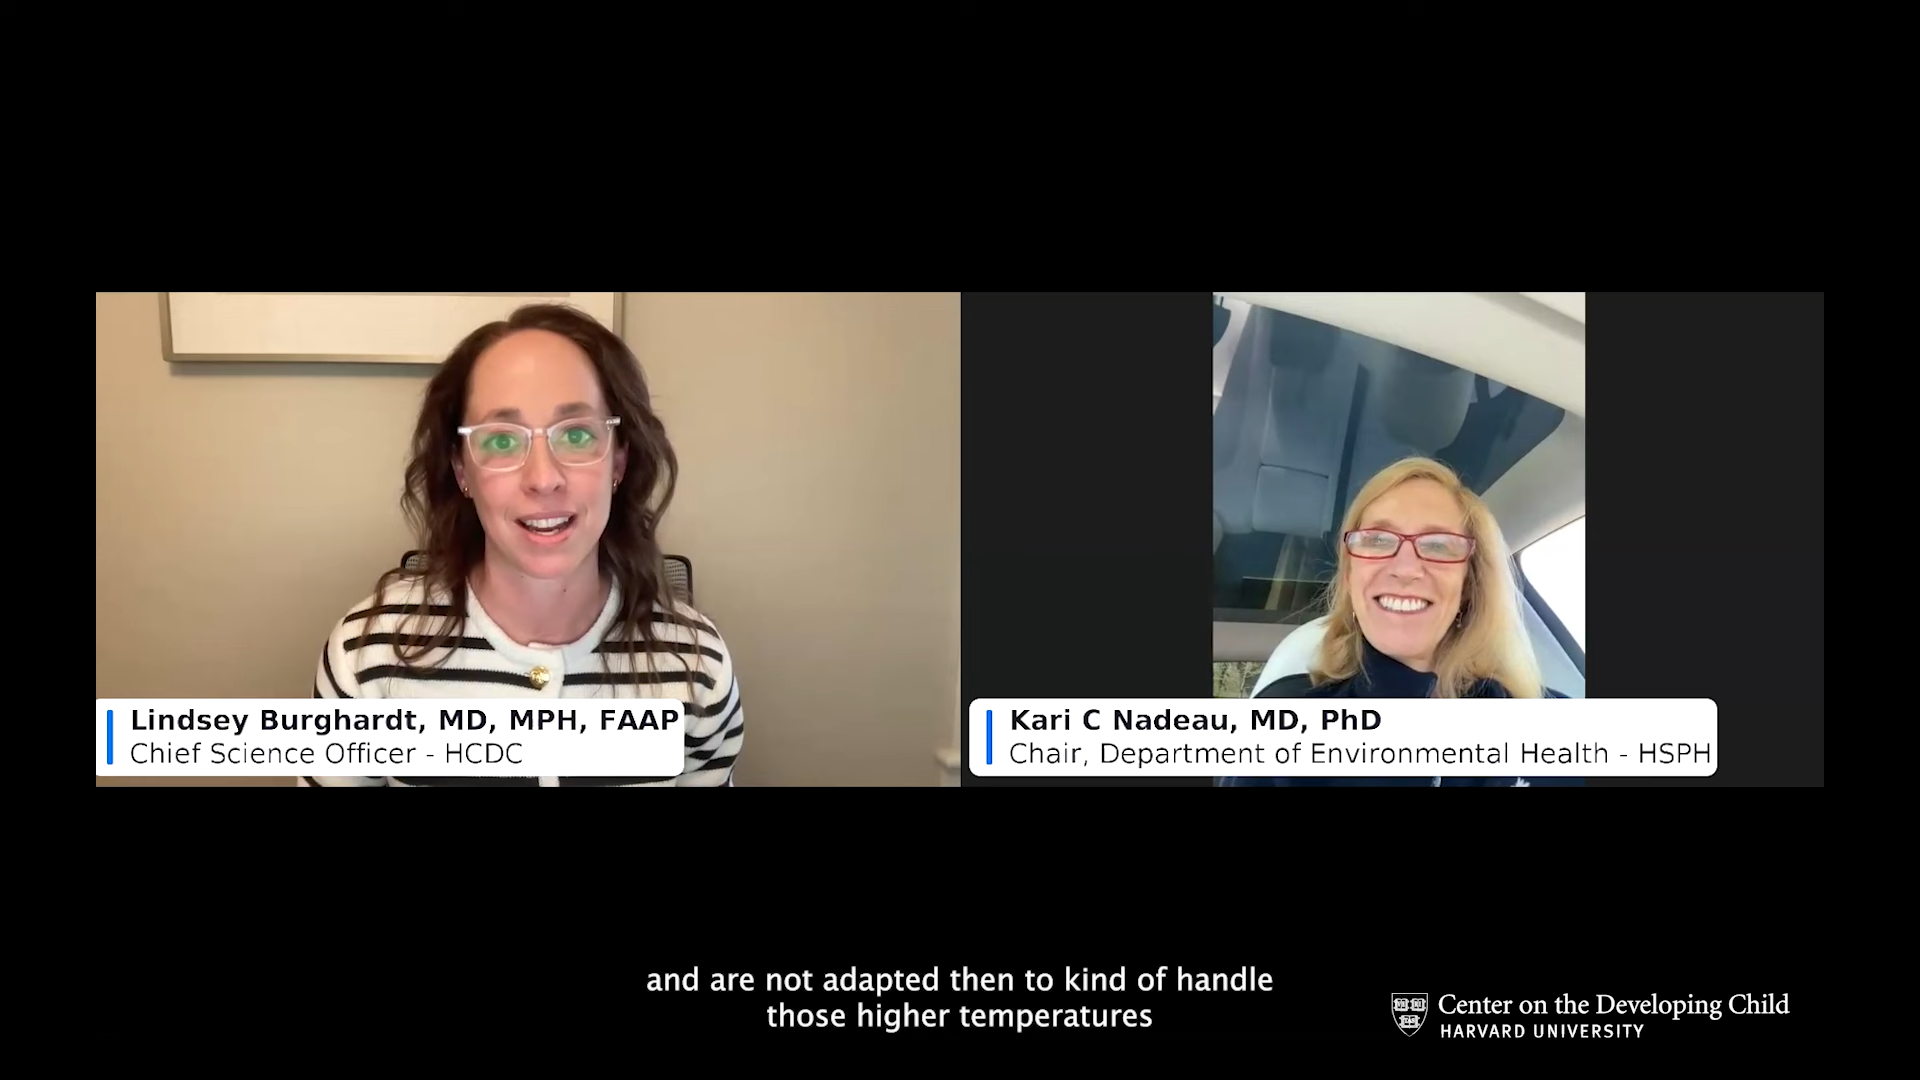 Lindsey Burghardt, MD, MPH, FAAP
Chief Science Officer - HCDC
Kari C Nadeau, MD, PhD
Chair, Department of Environmental Health - HSPH
and are not adapted then to kind of handle
those higher temperatures
Center on the Developing Child
HARVARD UNIVERSITY